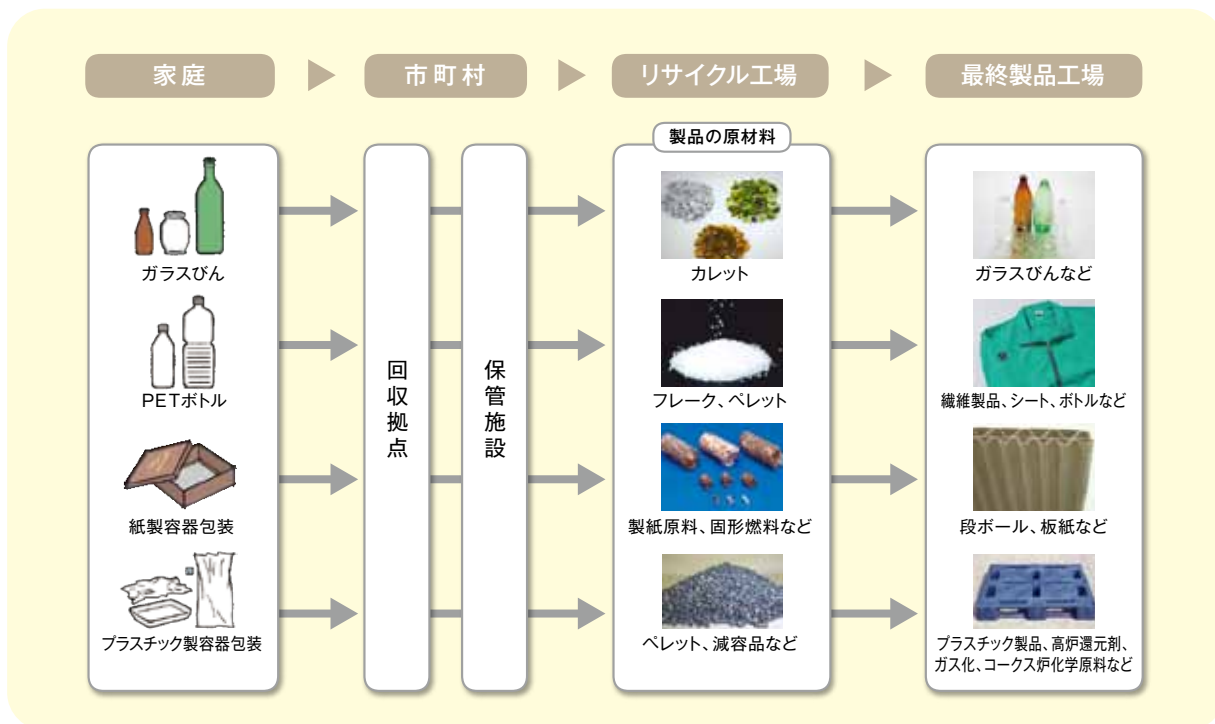 家庭
市町村
リサイクル工場
最終製品工場
製品の原材料
ガラスびん
PETボトル
紙製容器包装
プラスチック製容器包装
回収拠点
保管施設
カレット
フレーク、ペレット
製紙原料、固形燃料など
ペレット、減容品など
ガラスびんなど
繊維製品、シート、ボトルなど
段ボール、板紙など
プラスチック製品、高炉還元剤、
ガス化、コークス炉化学原料など